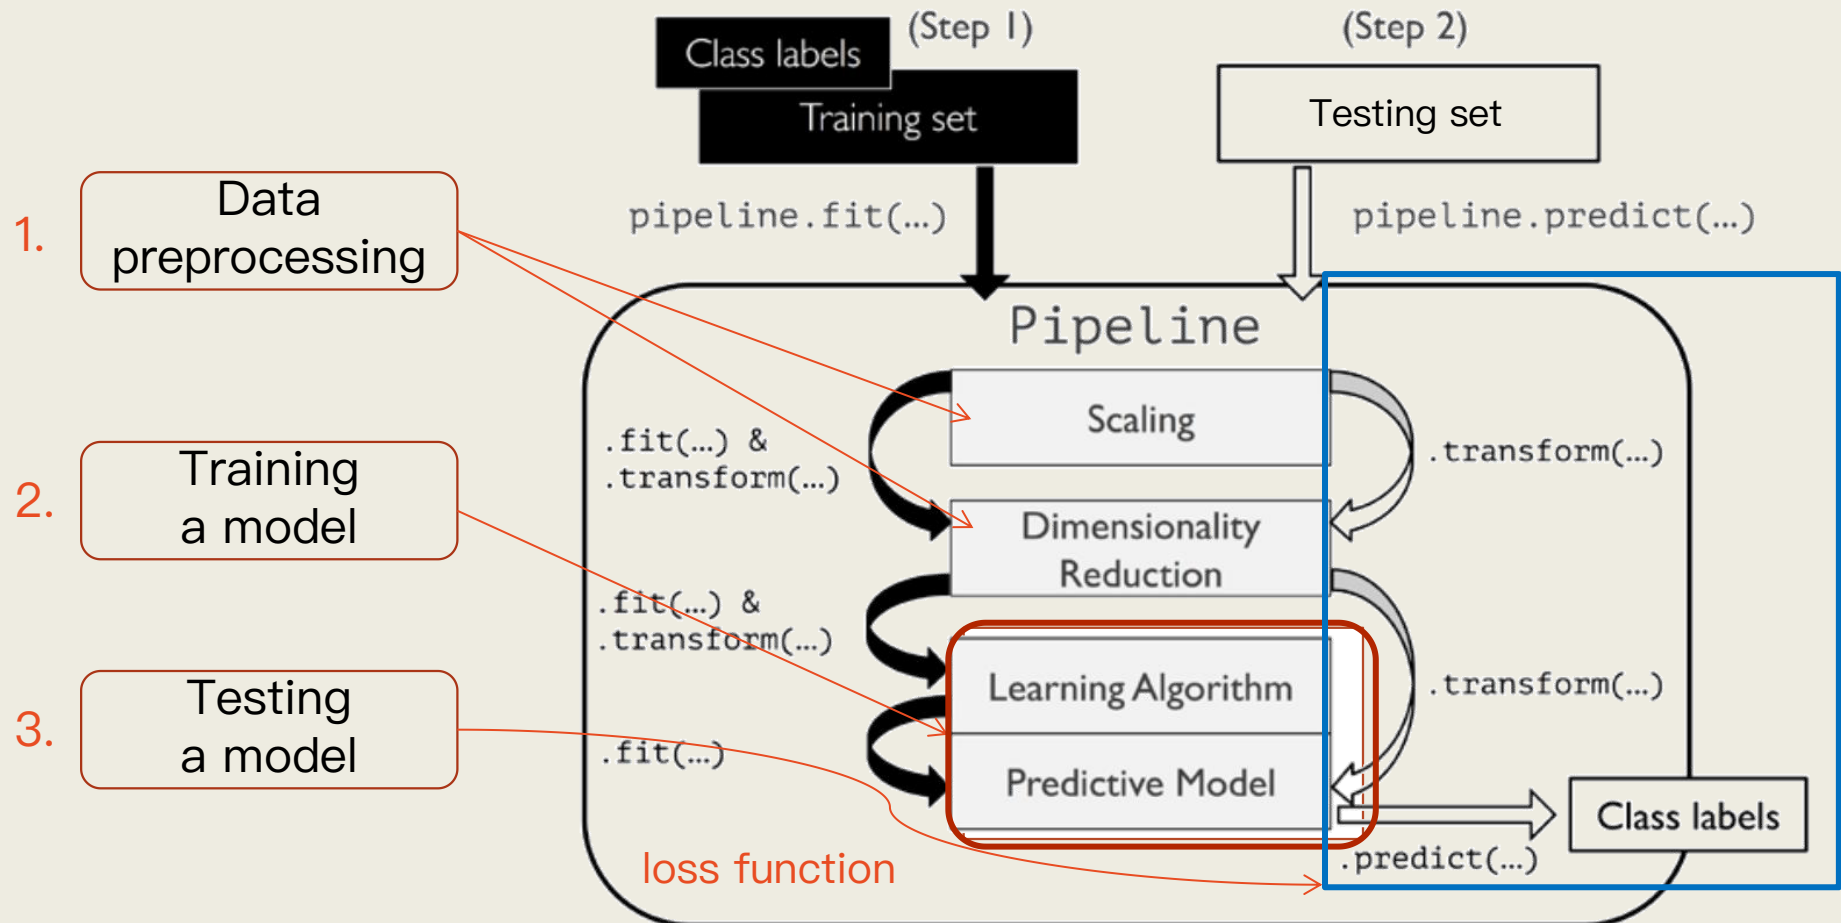 (Step 1)
(Step 2)
Class labels
Training set
Testing set
1.
Data
preprocessing
pipeline.fit(...)
pipeline.predict(...)
Pipeline
Scaling
.fit(...) &
.transform(...)
.transform(...)
2.
Training
a model
Dimensionality
Reduction
.fit(...) &
.transform(...)
Learning Algorithm
.transform(...)
3.
Testing
a model
.fit(...)
Predictive Model
Class labels
.predict(...)
loss function